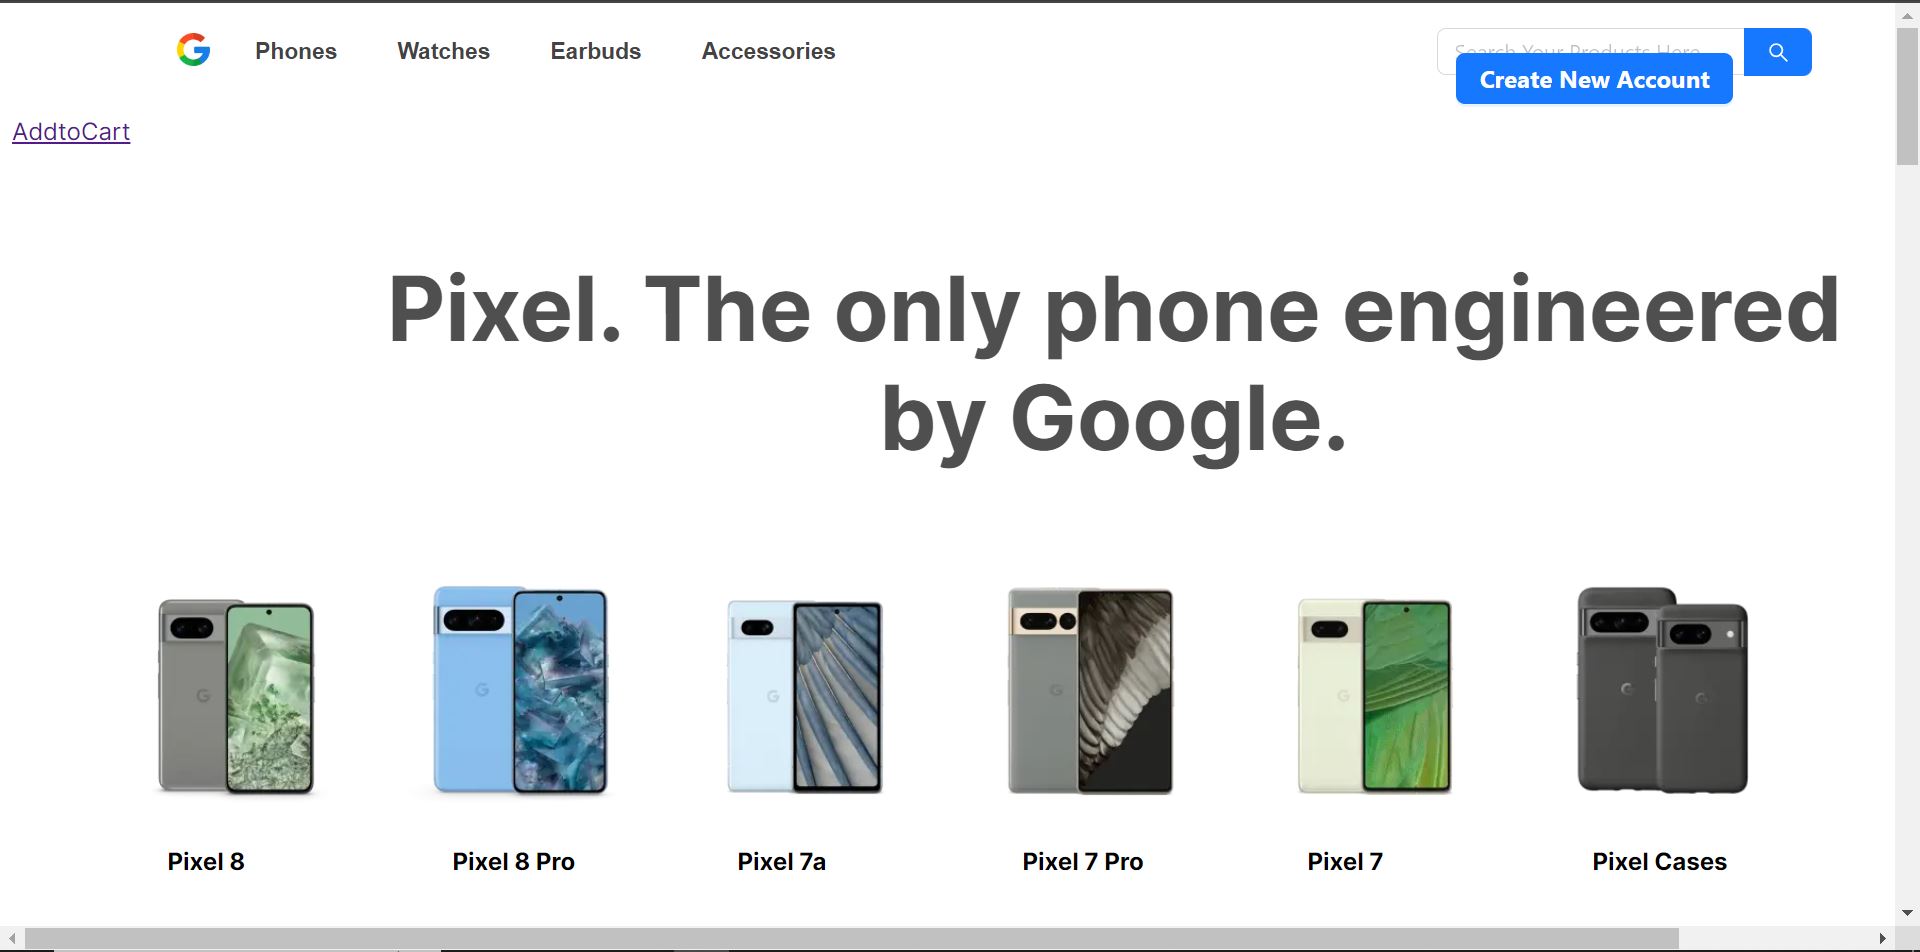 Phones Watches Earbuds Accessories
Search Your Products Here
Create New Account
AddtoCart
Pixel. The only phone engineered
by Google.
Pixel 8
Pixel 8 Pro
Pixel 7a
Pixel 7 Pro
Pixel 7
Pixel Cases